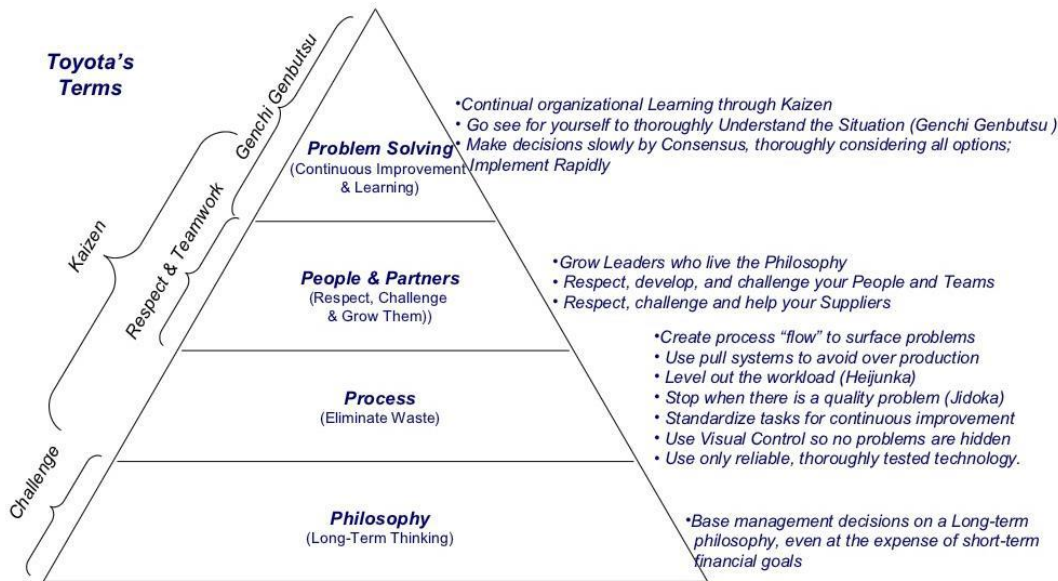 Toyota's
Terms
Genchi Genbutsu
Kaizen
Respect & Teamwork
Challenge
Problem Solving
(Continuous Improvement
& Learning)
•Continual organizational Learning through Kaizen
• Go see for yourself to thoroughly Understand the Situation (Genchi Genbutsu )
• Make decisions slowly by Consensus, thoroughly considering all options;
Implement Rapidly
People & Partners
(Respect, Challenge
& Grow Them))
•Grow Leaders who live the Philosophy
• Respect, develop, and challenge your People and Teams
• Respect, challenge and help your Suppliers
Process
(Eliminate Waste)
•Create process “flow” to surface problems
• Use pull systems to avoid over production
• Level out the workload (Heijunka)
• Stop when there is a quality problem (Jidoka)
• Standardize tasks for continuous improvement
• Use Visual Control so no problems are hidden
• Use only reliable, thoroughly tested technology.
Philosophy
(Long-Term Thinking)
•Base management decisions on a Long-term
philosophy, even at the expense of short-term
financial goals